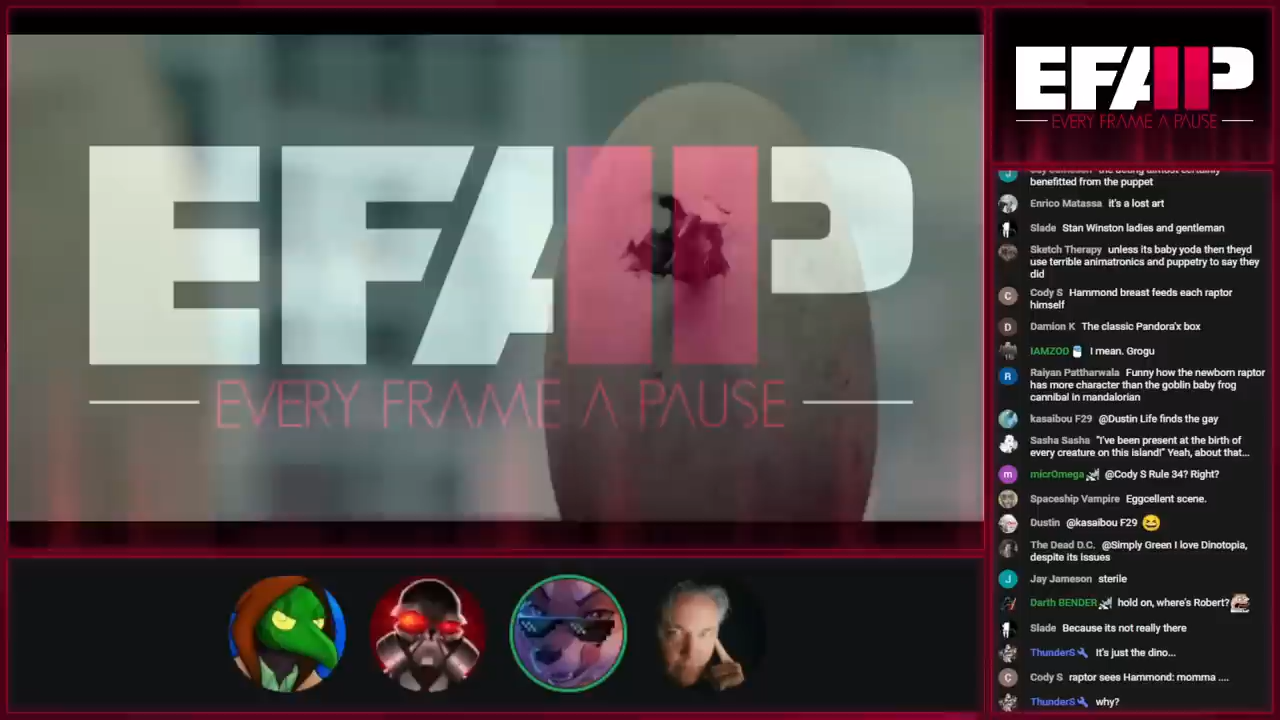 EFAP
EVERY FRAME A PAUSE
EFAP
EVERY FRAME A PAUSE
benefitted from the puppet
Enrico Matassa it's a lost art
Slade Stan Winston ladies and gentleman
Sketch Therapy unless its baby yoda then theyd
use terrible animatronics and puppetry to say they
did
Cody S Hammond breast feeds each raptor
himself
Damion K The classic Pandora'x box
IAMZOD I mean. Grogu
Raiyan Pattharwala Funny how the newborn raptor
has more character than the goblin baby frog
cannibal in mandalorian
kasaibou F29 @Dustin Life finds the gay
Sasha Sasha "I've been present at the birth of
every creature on this island!" Yeah, about that...
micrOmega @Cody S Rule 34? Right?
Spaceship Vampire Eggcellent scene.
Dustin @kasaibou F29
The Dead D.C. @Simply Green I love Dinotopia,
despite its issues
Jay Jameson sterile
Darth BENDER hold on, where's Robert?
Slade Because its not really there
ThunderS It's just the dino...
Cody S raptor sees Hammond: momma ....
ThunderS why?